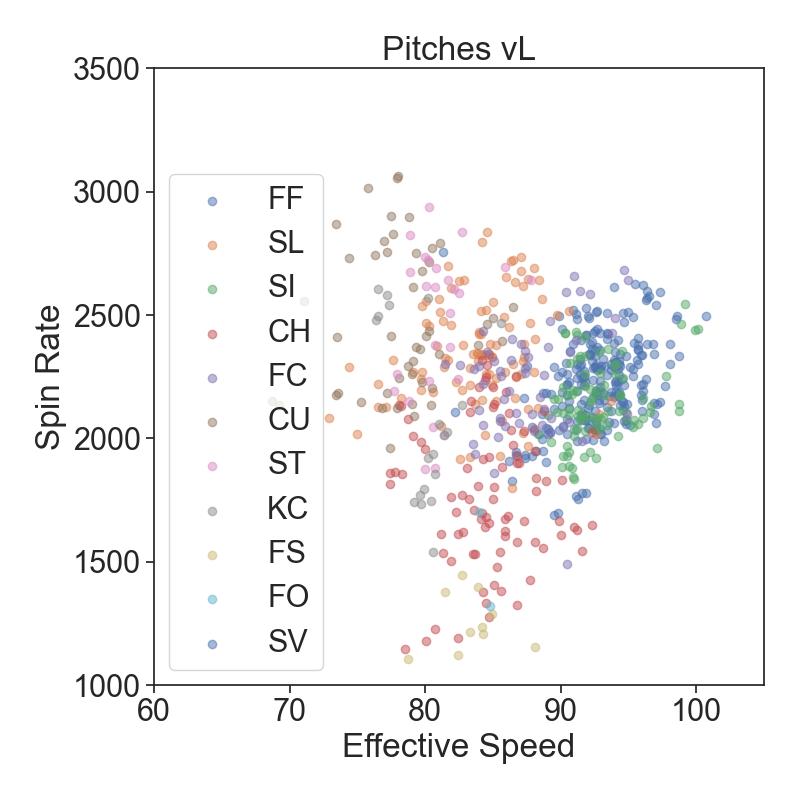 Pitches vL
3500
3000
2500
2000
1500
1000
Spin Rate
FF
SL
SI
CH
FC
CU
ST
KC
FS
FO
SV
60 70 80 90 100
Effective Speed